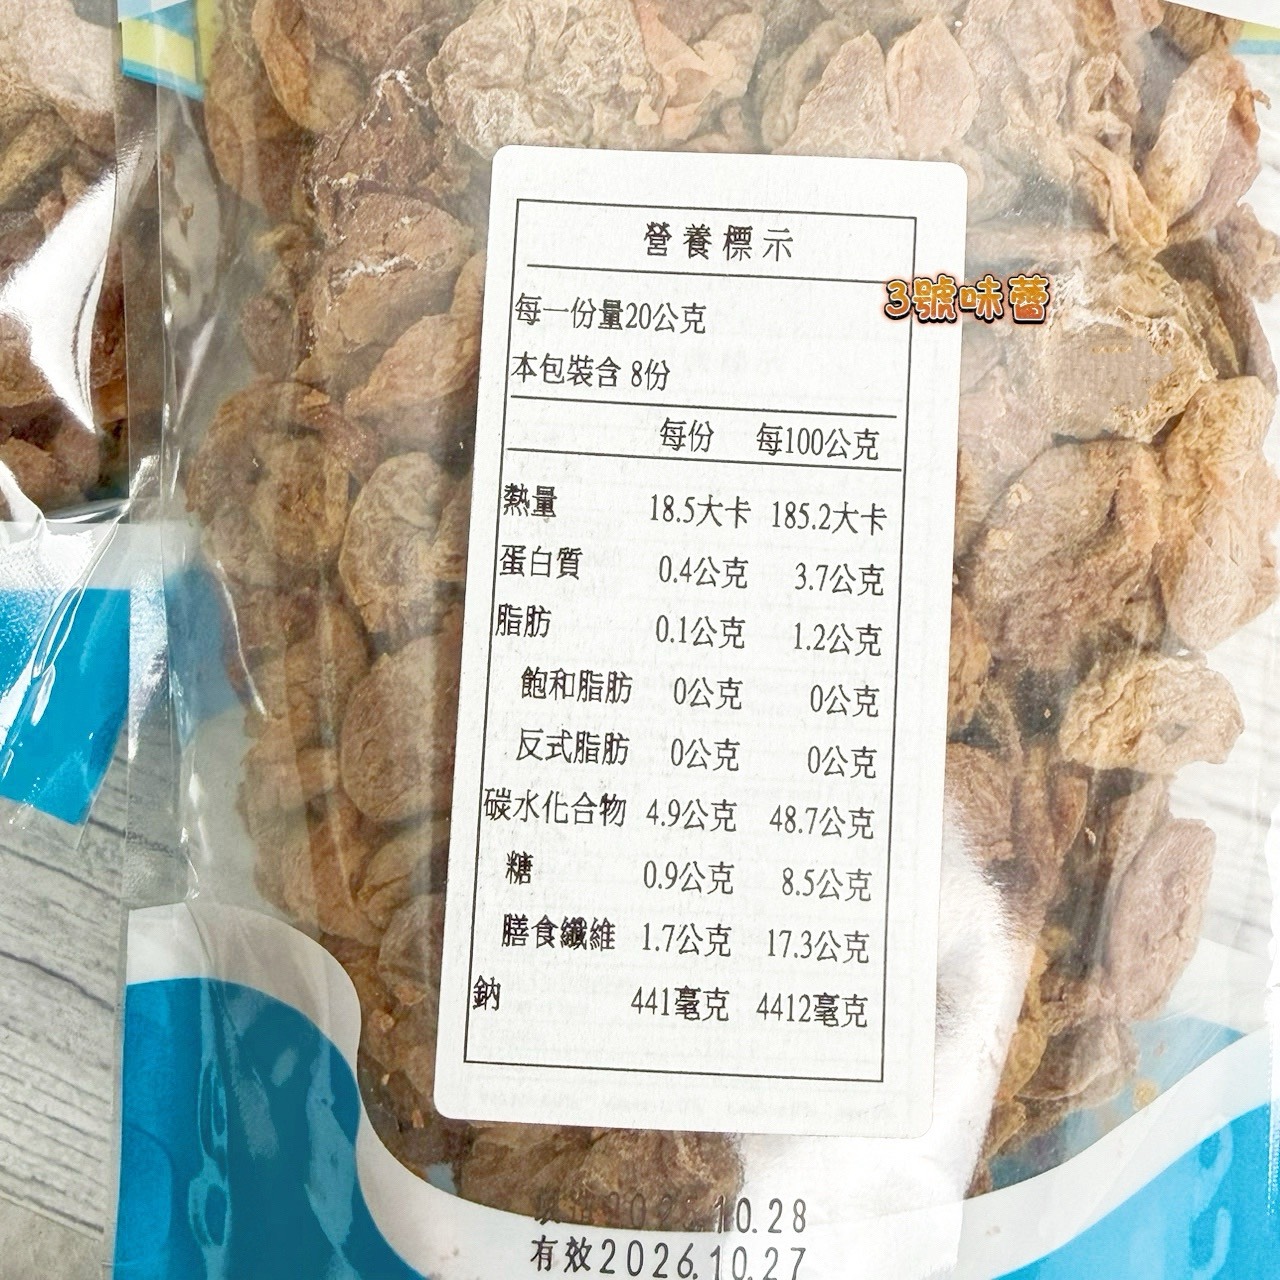 營養標示
3號味蕾
每一份量20公克
本包裝含 8份
每份 每100公克
熱量 18.5大卡 185.2大卡
蛋白質 0.4公克 3.7公克
脂肪 0.1公克 1.2公克
飽和脂肪 0公克 0公克
反式脂肪 0公克 0公克
碳水化合物 4.9公克 48.7公克
糖 0.9公克 8.5公克
膳食纖維 1.7公克 17.3公克
鈉 441毫克 4412毫克
10.28
有效2026.10.27